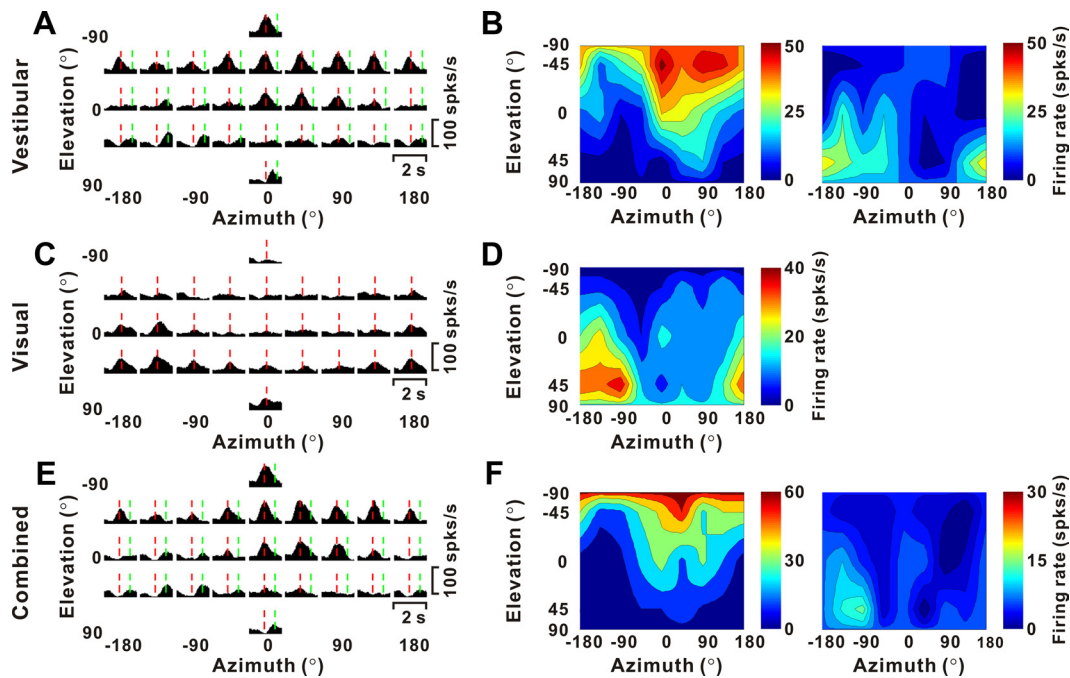 A
B
Vestibular
Elevation (°)
-90
0
90
100 spks/s
2 s
-180
-90
0
90
180
Azimuth (°)
Elevation (°)
-90
-45
0
45
90
-180
-90
0
90
180
Azimuth (°)
50
25
0
-180
-90
0
90
180
Azimuth (°)
50
25
0
Firing rate (spks/s)
C
D
Visual
Elevation (°)
-90
0
90
100 spks/s
2 s
-180
-90
0
90
180
Azimuth (°)
Elevation (°)
-90
-45
0
45
90
-180
-90
0
90
180
Azimuth (°)
40
20
0
Firing rate (spks/s)
E
F
Combined
Elevation (°)
-90
0
90
100 spks/s
2 s
-180
-90
0
90
180
Azimuth (°)
Elevation (°)
-90
-45
0
45
90
-180
-90
0
90
180
Azimuth (°)
60
30
0
-180
-90
0
90
180
Azimuth (°)
30
15
0
Firing rate (spks/s)